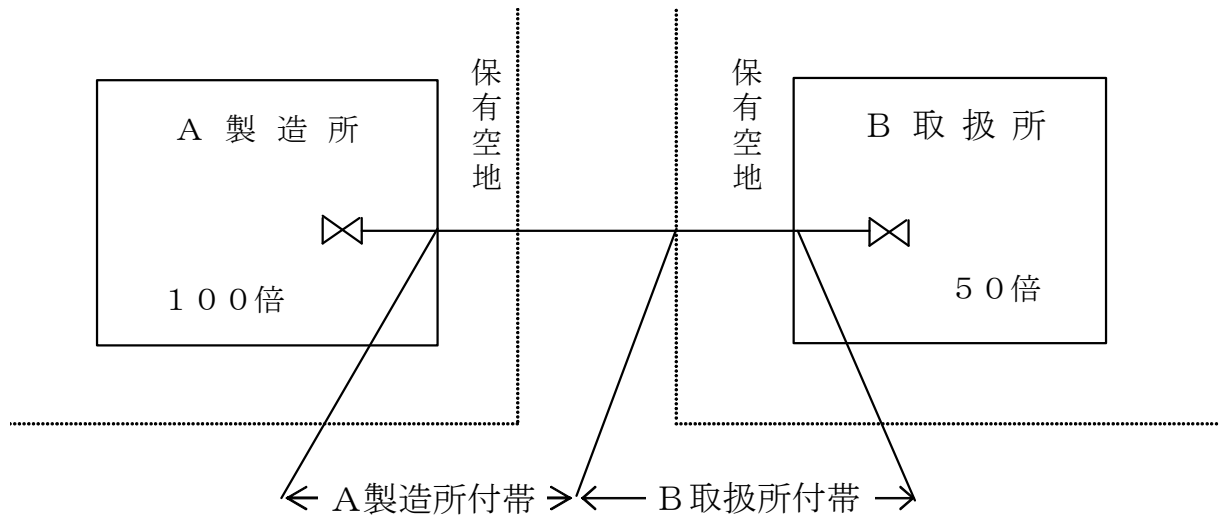 A 製 造 所
保有空地
保有空地
B 取 扱 所
１００倍
５０倍
A製造所付帯
B取扱所付帯